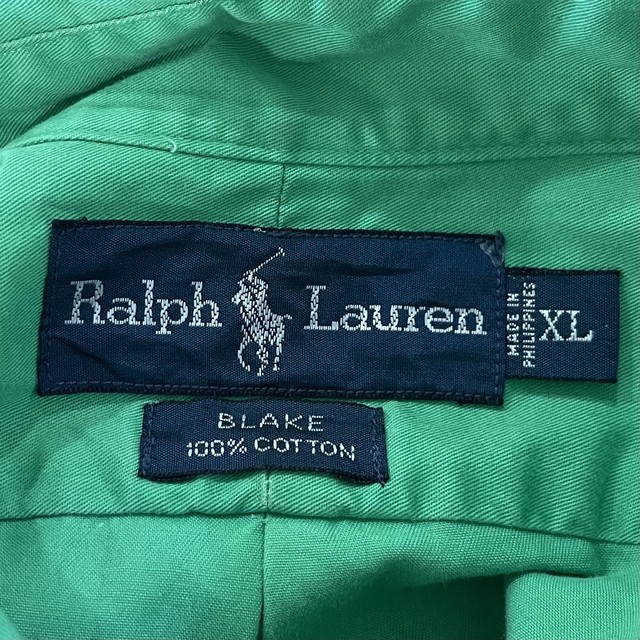 Ralph Lauren
MADE IN
PHILIPPINES
XL
BLAKE
100% COTTON